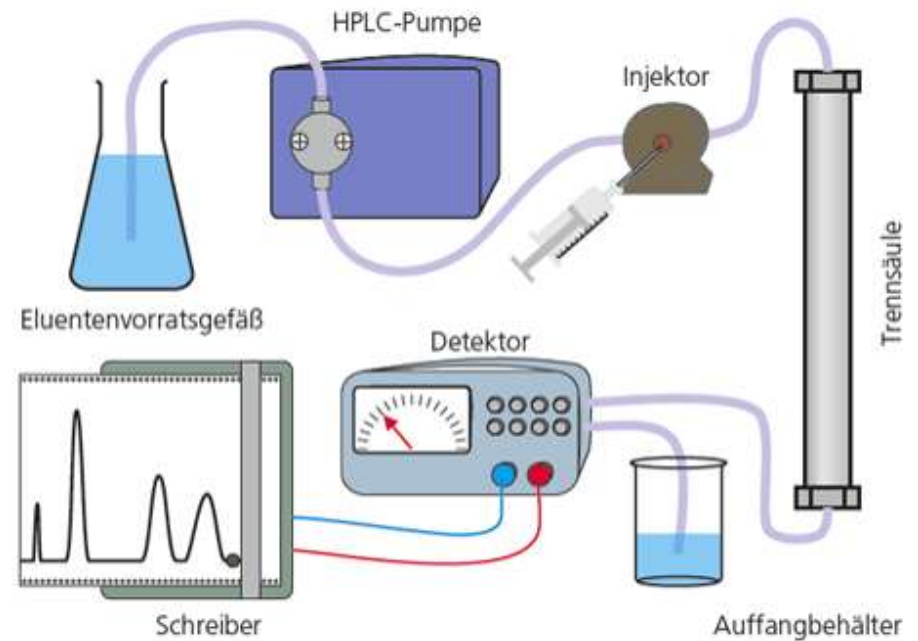 HPLC-Pumpe
Injektor
Eluentenvorratsgefäß
Trennsäule
Detektor
Schreiber
Auffangbehälter